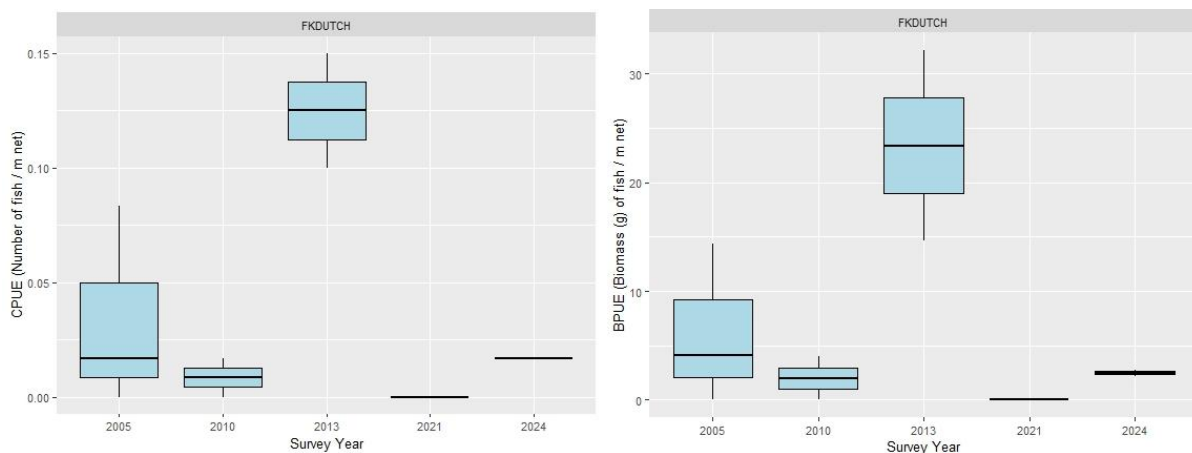 FKDUTCH
CPUE (Number of fish / m net)
0.15
0.10
0.05
0.00
2005 2010 2013 2021 2024
Survey Year
FKDUTCH
BPUE (Biomass (g) of fish / m net)
30
20
10
0
2005 2010 2013 2021 2024
Survey Year